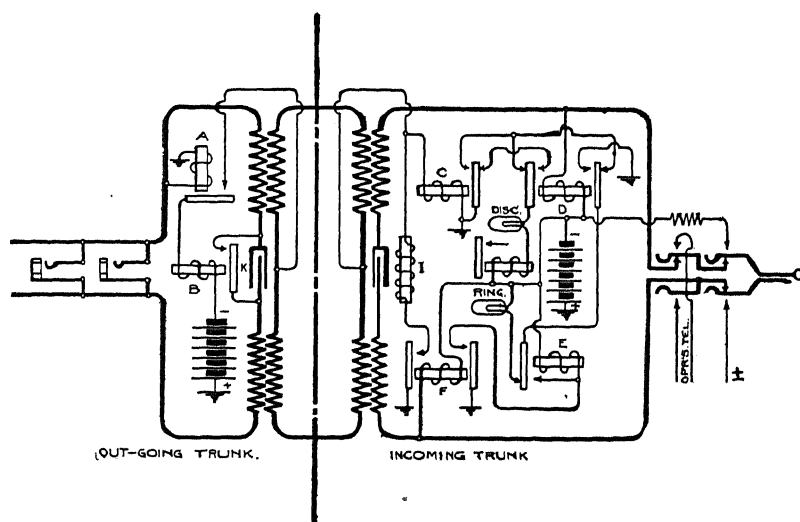 A
C
DISC.
D
K
I
B
RING.
E
F
OPR'S. TEL.
H
- +
- +
OUT-GOING TRUNK.
INCOMING TRUNK